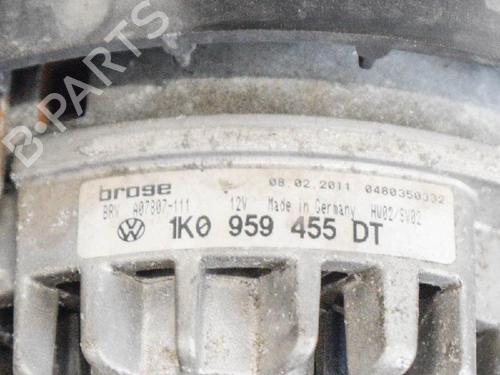 B-PARTS
brose 08.02.2011 0480350332
BRV A07807-111 12V Made in Germany HW02/SW02
1K0 959 455 DT